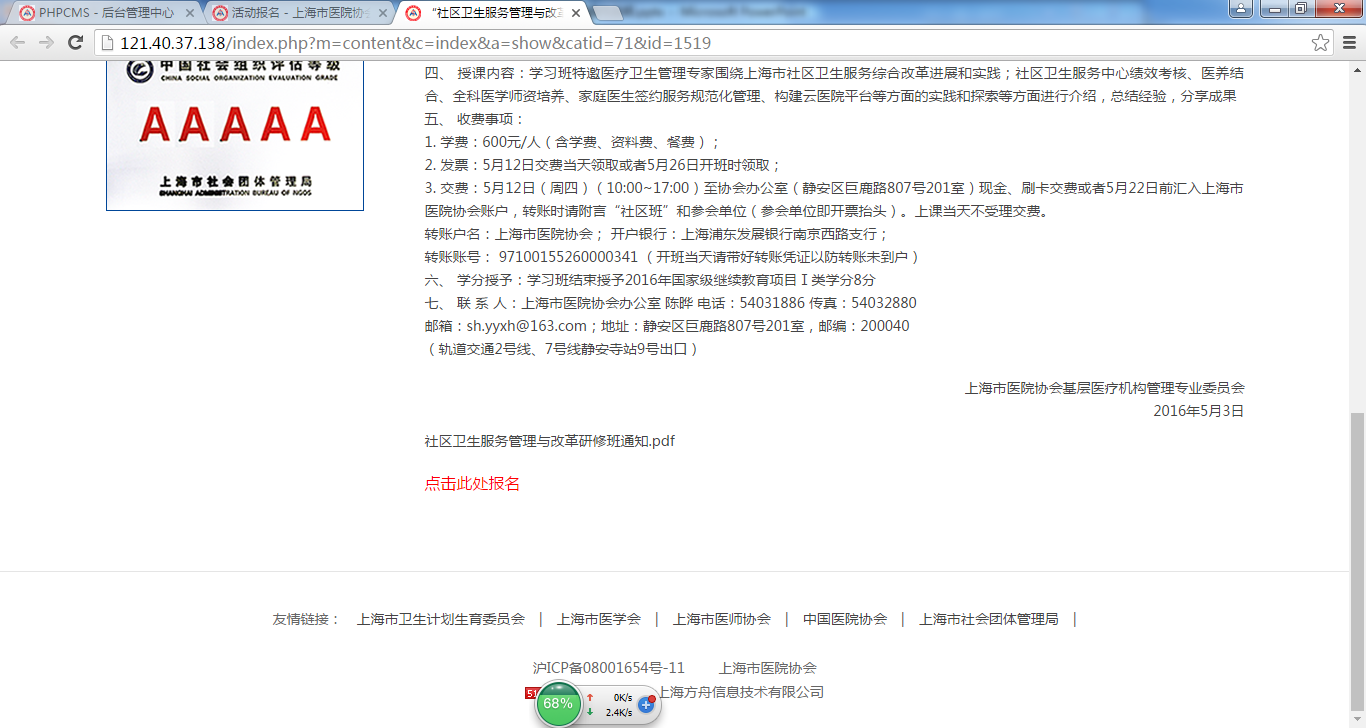 PHPCMS - 后台管理中心
活动报名 - 上海市医院协
“社区卫生服务管理与改
Microsoft PowerPoint
121.40.37.138/index.php?m=content&c=index&a=show&catid=71&id=1519
中国社会组织评估等级
CHINA SOCIAL ORGANIZATION EVALUATION GRADE
AAAAA
上海市社会团体管理局
SHANGHAI ADMINISTRATION BUREAU OF NGOS
四、 授课内容：学习班特邀医疗卫生管理专家围绕上海市社区卫生服务综合改革进展和实践；社区卫生服务中心绩效考核、医养结
合、全科医学师资培养、家庭医生签约服务规范化管理、构建云医院平台等方面的实践和探索等方面进行介绍，总结经验，分享成果
五、 收费事项：
1. 学费：600元/人（含学费、资料费、餐费）；
2. 发票：5月12日交费当天领取或者5月26日开班时领取；
3. 交费：5月12日（周四）（10:00~17:00）至协会办公室（静安区巨鹿路807号201室）现金、刷卡交费或者5月22日前汇入上海市
医院协会账户，转账时请附言“社区班”和参会单位（参会单位即开票抬头）。上课当天不受理交费。
转账户名：上海市医院协会； 开户银行：上海浦东发展银行南京西路支行；
转账账号： 97100155260000341 （开班当天请带好转账凭证以防转账未到户）
六、 学分授予：学习班结束授予2016年国家级继续教育项目Ⅰ类学分8分
七、 联 系 人：上海市医院协会办公室 陈晔 电话：54031886 传真：54032880
邮箱：sh.yyxh@163.com；地址：静安区巨鹿路807号201室，邮编：200040
（轨道交通2号线、7号线静安寺站9号出口）
上海市医院协会基层医疗机构管理专业委员会
2016年5月3日
社区卫生服务管理与改革研修班通知.pdf
点击此处报名
友情链接： 上海市卫生计划生育委员会 | 上海市医学会 | 上海市医师协会 | 中国医院协会 | 上海市社会团体管理局 |
沪ICP备08001654号-11 上海市医院协会
51 上海方舟信息技术有限公司
68% 0K/s
2.4K/s